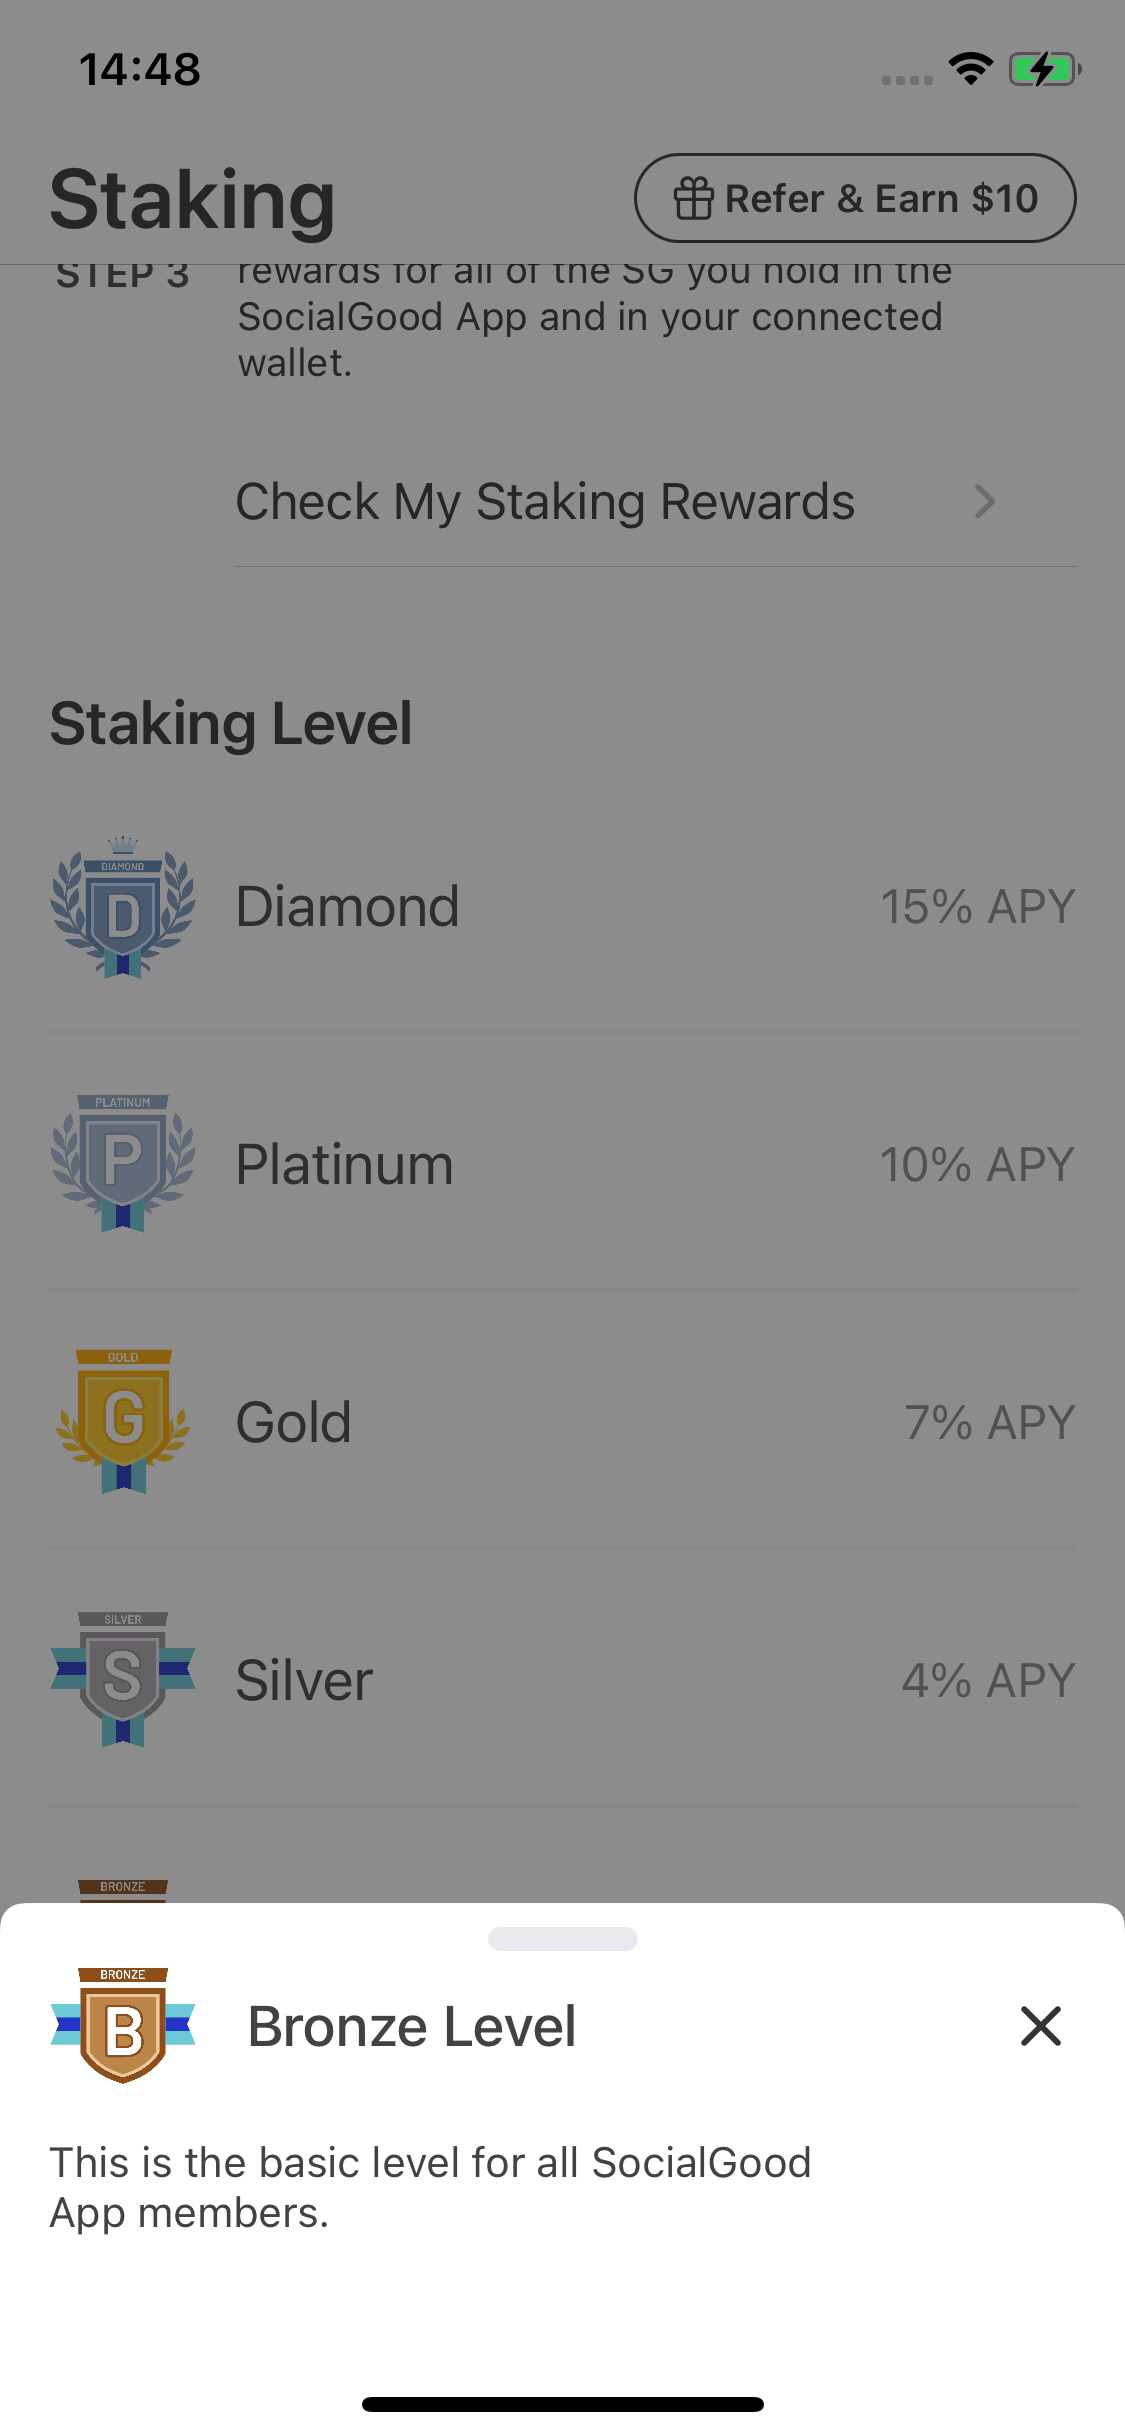 14:48
Staking
Refer & Earn $10
STEP 3
rewards for all of the SG you hold in the
SocialGood App and in your connected
wallet.
Check My Staking Rewards
Staking Level
DIAMOND
D
Diamond
15% APY
PLATINUM
P
Platinum
10% APY
GOLD
G
Gold
7% APY
SILVER
S
Silver
4% APY
BRONZE
BRONZE
B
Bronze Level
This is the basic level for all SocialGood
App members.